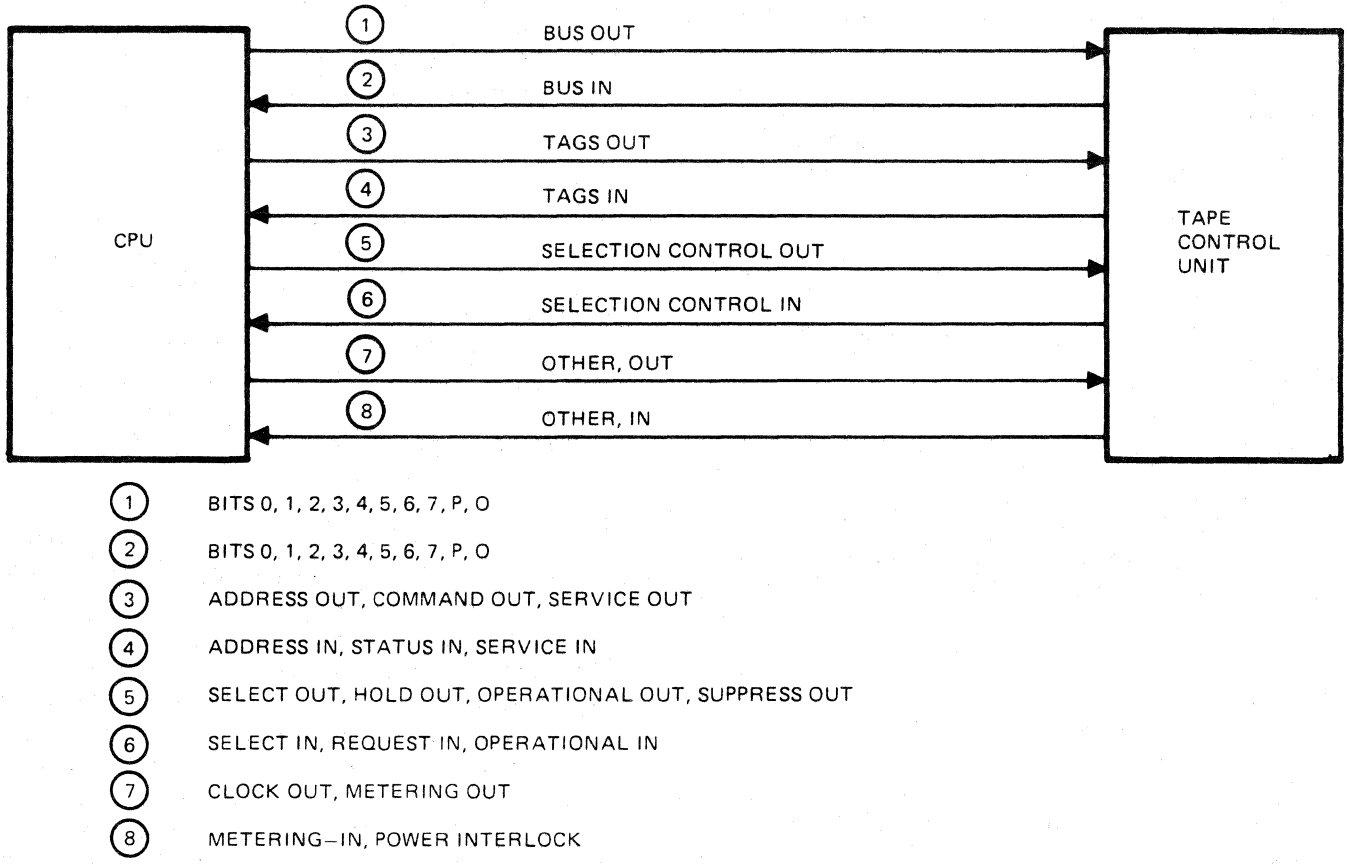 1 BUS OUT
2 BUS IN
3 TAGS OUT
4 TAGS IN
CPU
5 SELECTION CONTROL OUT
TAPE
CONTROL
UNIT
6 SELECTION CONTROL IN
7 OTHER, OUT
8 OTHER, IN
1 BITS 0, 1, 2, 3, 4, 5, 6, 7, P, O
2 BITS 0, 1, 2, 3, 4, 5, 6, 7, P, O
3 ADDRESS OUT, COMMAND OUT, SERVICE OUT
4 ADDRESS IN, STATUS IN, SERVICE IN
5 SELECT OUT, HOLD OUT, OPERATIONAL OUT, SUPPRESS OUT
6 SELECT IN, REQUEST IN, OPERATIONAL IN
7 CLOCK OUT, METERING OUT
8 METERING–IN, POWER INTERLOCK